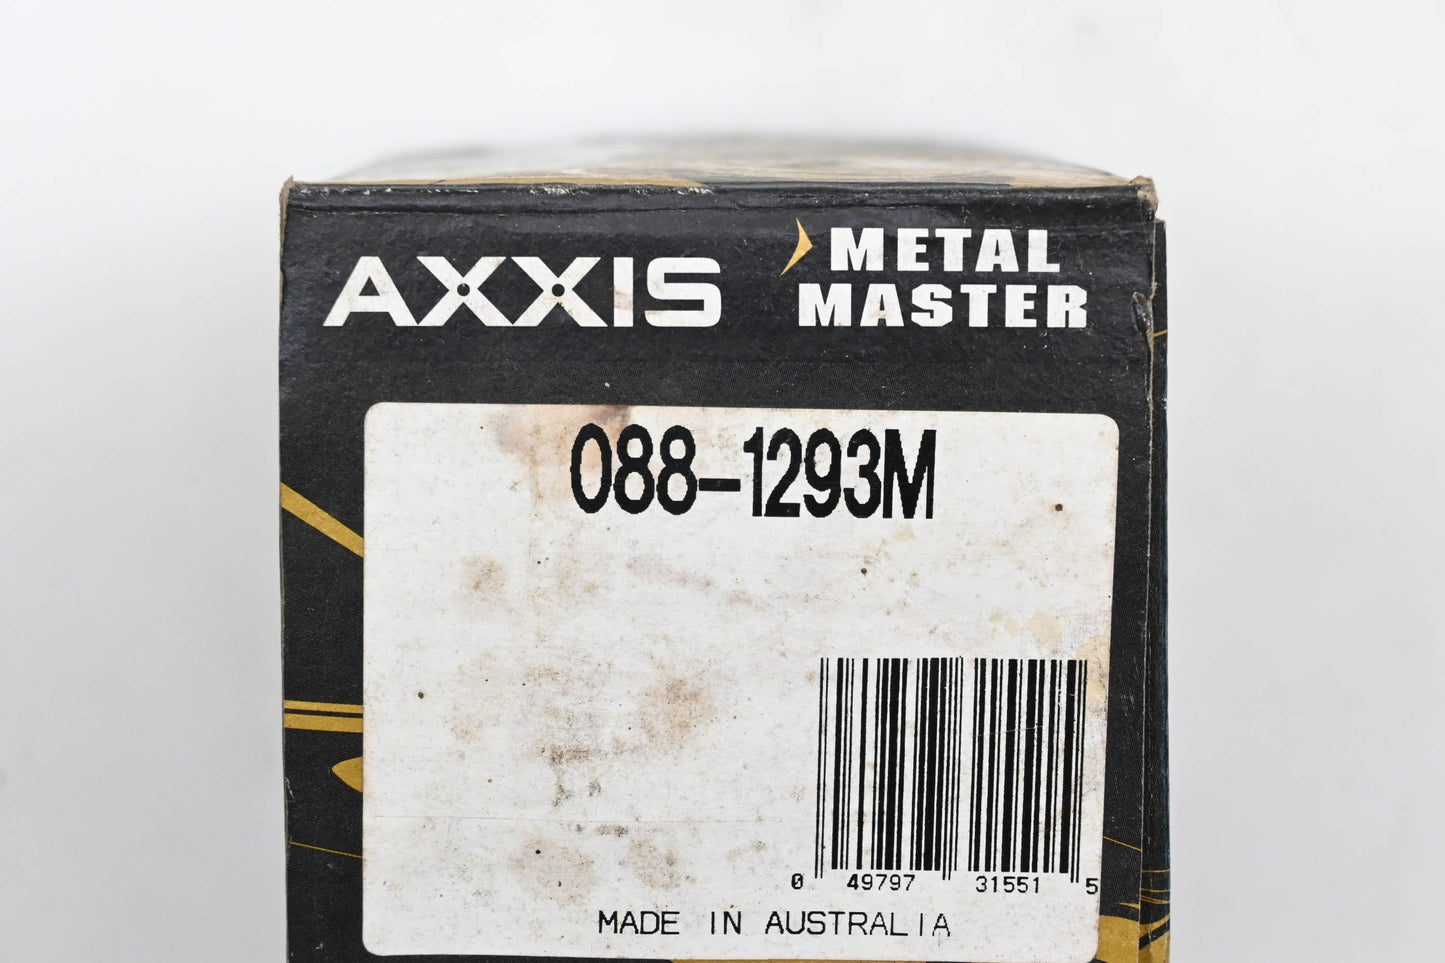 AXXIS
METAL
MASTER
088-1293M
0 49797 31551 5
MADE IN AUSTRALIA